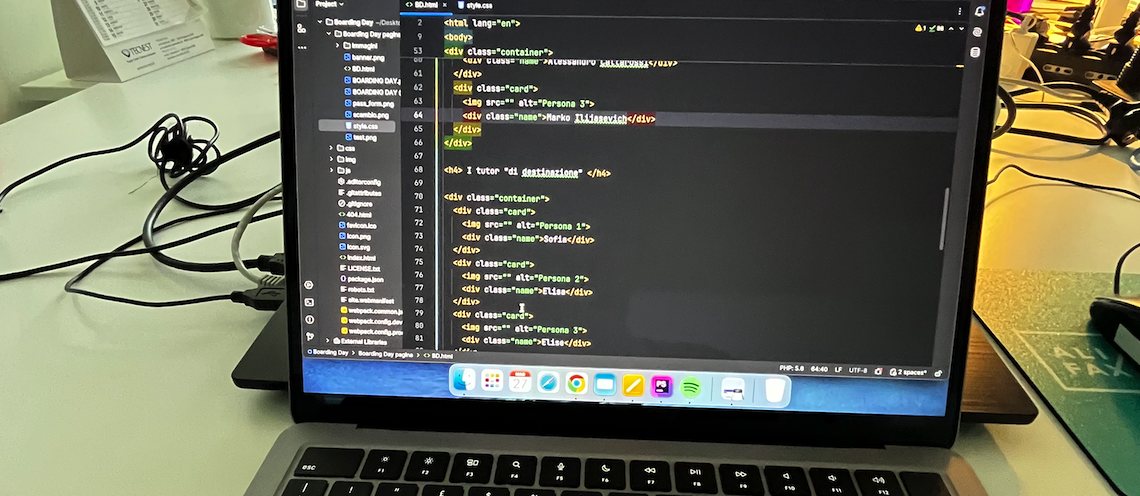 TECNEST
Project
Boarding Day ~/Deskto
Boarding Day pagine
Immagini
banner.png
BD.html
BOARDING DAY.
BOARDING DAY
pass_form.png
scambio.png
style.css
test.png
css
img
js
.editorconfig
.gitattributes
.gitignore
404.html
favicon.ico
icon.png
icon.svg
index.html
LICENSE.txt
package.json
robots.txt
site.webmanifest
webpack.common.j
webpack.config.dev
webpack.config.pro
External Libraries
BD.html
style.css
2 <html lang="en">
9 <body>
53 <div class="container">
60 <div class="name">Alessandro
61 </div>
62 <div class="card">
63 <img src="" alt="Persona 3">
64 <div class="name">Marko Ilijasevich</div>
65 </div>
66 </div>
67
68 <h4> I tutor "di destinazione" </h4>
69
70 <div class="container">
71 <div class="card">
72 <img src="" alt="Persona 1">
73 <div class="name">Sofia</div>
74 </div>
75 <div class="card">
76 <img src="" alt="Persona 2">
77 <div class="name">Elisa</div>
78 </div>
79 <div class="card">
80 <img src="" alt="Persona 3">
81 <div class="name">Elise</div>
Boarding Day > Boarding Day pagine > BD.html
PHP: 5.6 64:40 LF UTF-8 2 spaces*
27
PS
ALL
FAX
esc F1 F2 F3 F4 F5 F6 F7 F8 F9 F10 F11 F12